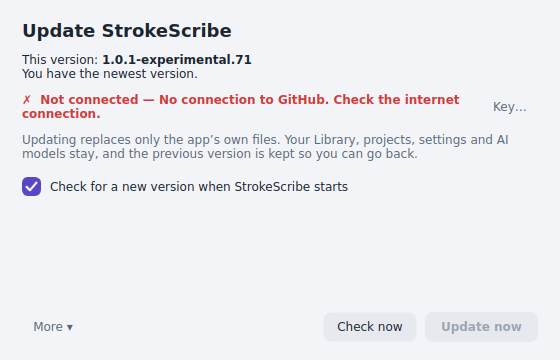 Update StrokeScribe
This version: 1.0.1-experimental.71
You have the newest version.
✗ Not connected — No connection to GitHub. Check the internet
connection.
Key…
Updating replaces only the app’s own files. Your Library, projects, settings and AI
models stay, and the previous version is kept so you can go back.
Check for a new version when StrokeScribe starts
More ▾
Check now
Update now